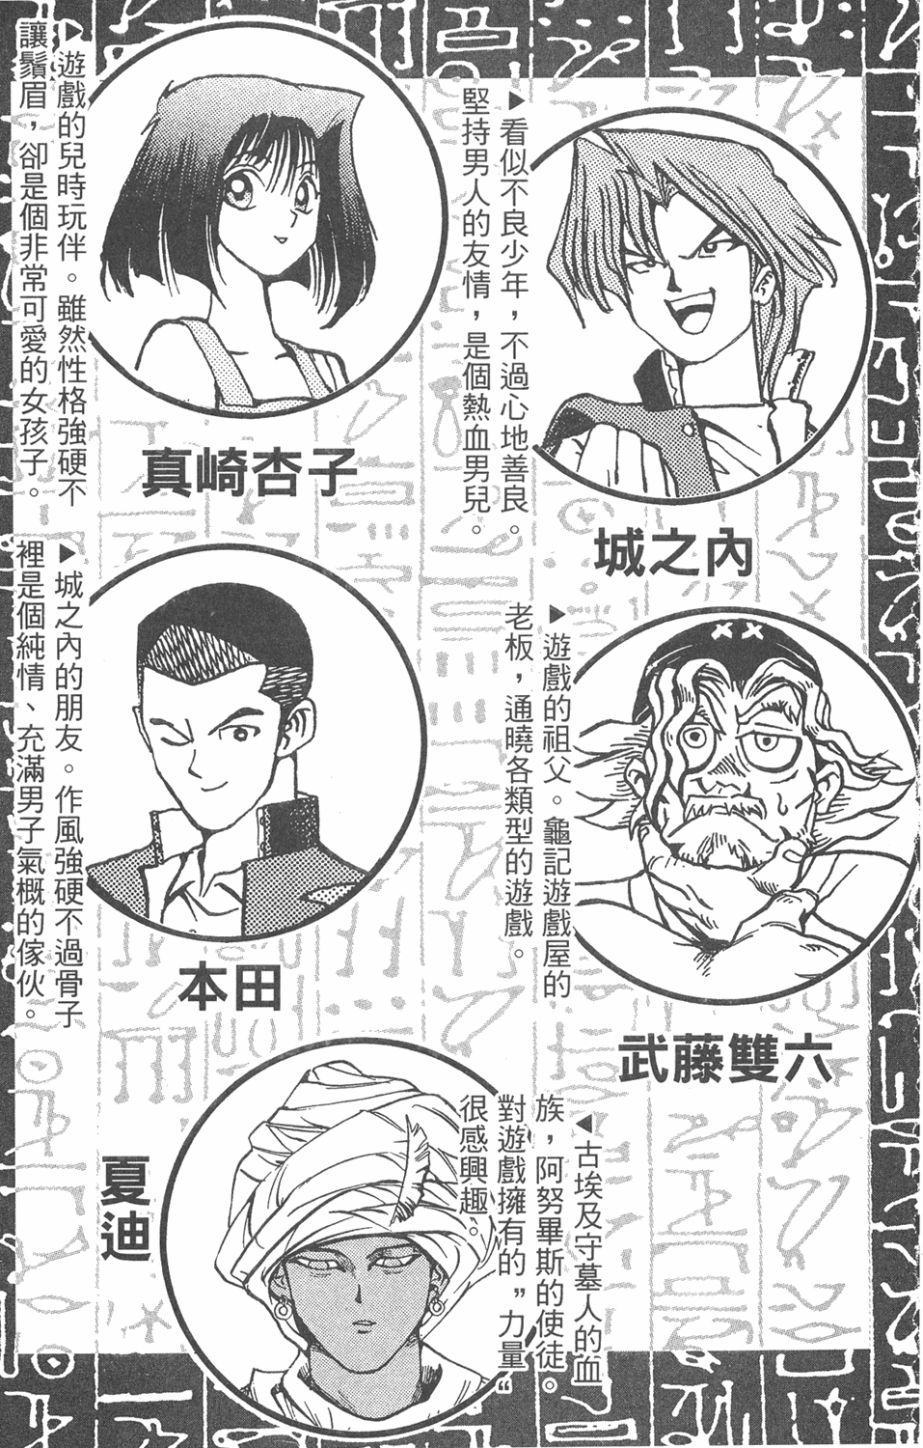 ▶看似不良少年，不過心地善良。
堅持男人的友情，是個熱血男兒。
城之內
▶遊戲的兒時玩伴。雖然性格強硬不
讓鬚眉，卻是個非常可愛的女孩子。
真崎杏子
▶遊戲的祖父。龜記遊戲屋的
老板，通曉各類型的遊戲。
武藤雙六
▶城之內的朋友。作風強硬不過骨子
裡是個純情、充滿男子氣概的傢伙。
本田
◀古埃及守墓人的血
族，阿努畢斯的使徒。
對遊戲擁有的〝力量〞
很感興趣。
夏迪